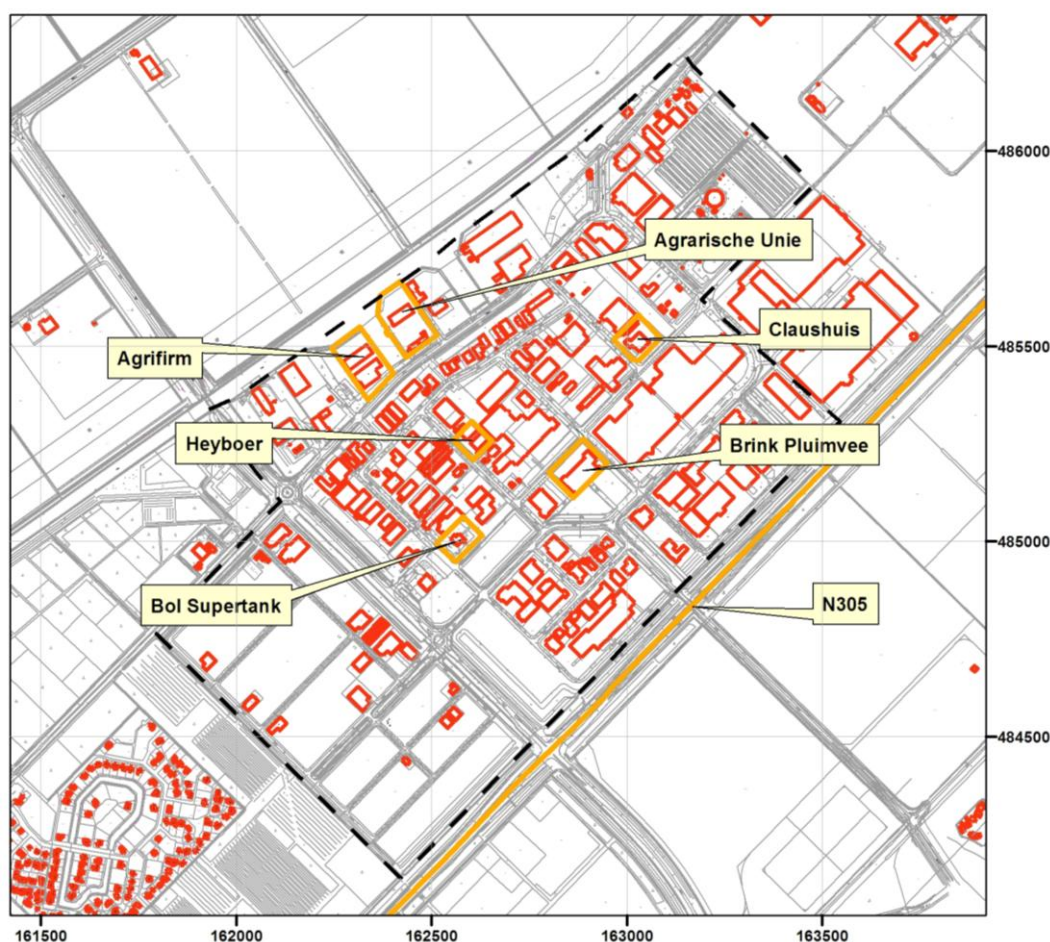 486000
Agrarische Unie
Claushuis
485500
Agrifirm
Heyboer
Brink Pluimvee
485000
Bol Supertank
N305
484500
161500
162000
162500
163000
163500